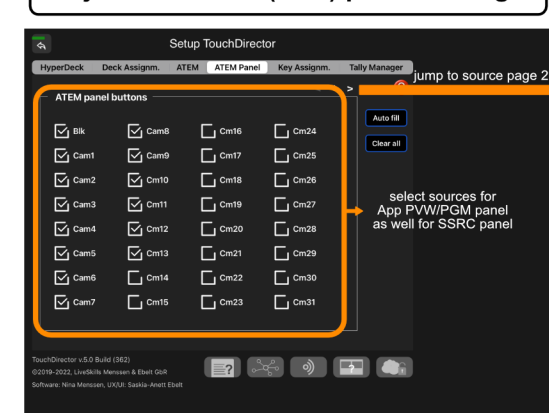 Setup TouchDirector
HyperDeck Deck Assignm. ATEM ATEM Panel Key Assignm. Tally Manager
jump to source page 2
>
ATEM panel buttons
Auto fill
Clear all
Blk Cam8 Cm16 Cm24
Cam1 Cam9 Cm17 Cm25
Cam2 Cm10 Cm18 Cm26
Cam3 Cm11 Cm19 Cm27
Cam4 Cm12 Cm20 Cm28
Cam5 Cm13 Cm21 Cm29
Cam6 Cm14 Cm22 Cm30
Cam7 Cm15 Cm23 Cm31
select sources for
App PVW/PGM panel
as well for SSRC panel
TouchDirector v.5.0 Build (362)
©2019-2022, LiveSkills Menssen & Ebelt GbR
Software: Nina Menssen, UX/UI: Saskia-Anett Ebelt